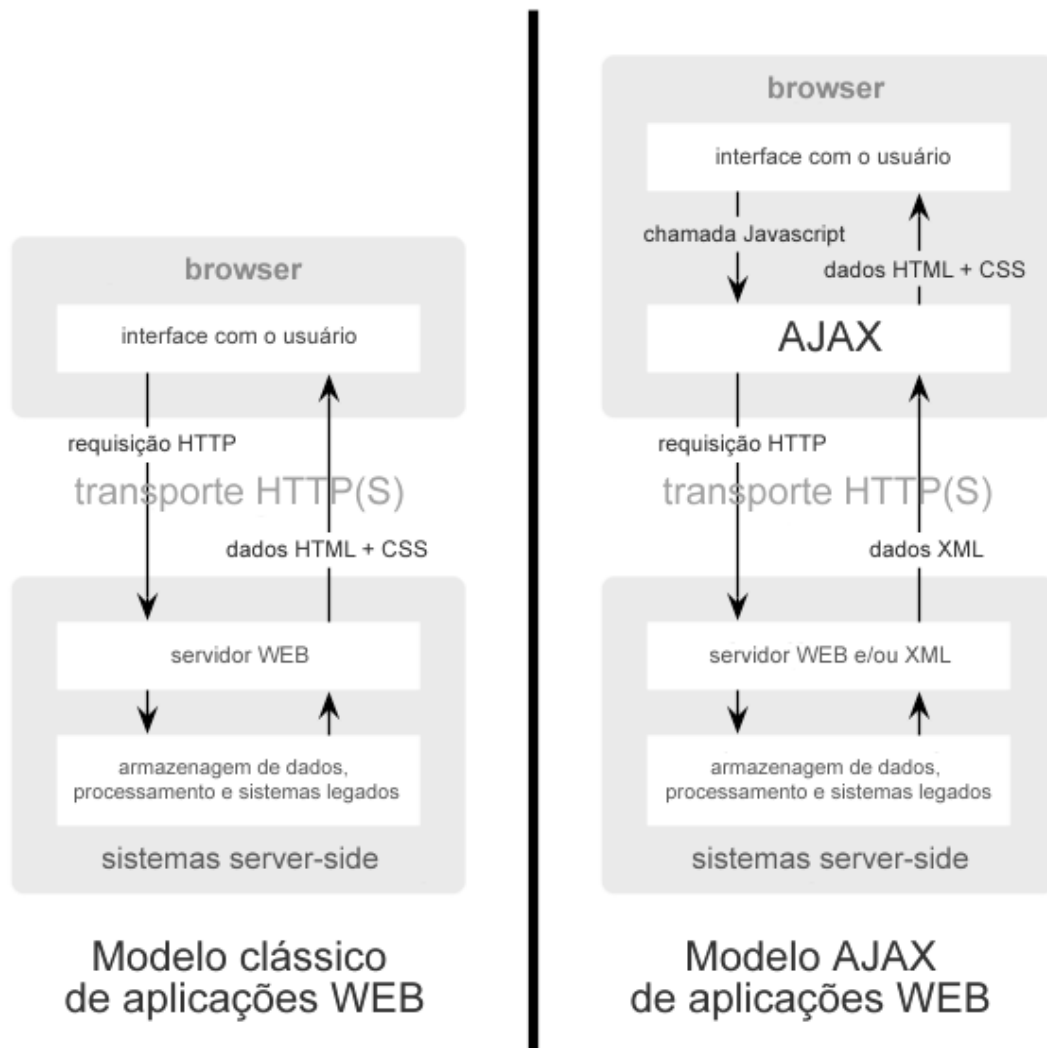 browser
interface com o usuário
requisição HTTP
transporte HTTP(S)
dados HTML + CSS
servidor WEB
armazenagem de dados,
processamento e sistemas legados
sistemas server-side
Modelo clássico
de aplicações WEB
browser
interface com o usuário
chamada Javascript
dados HTML + CSS
AJAX
requisição HTTP
transporte HTTP(S)
dados XML
servidor WEB e/ou XML
armazenagem de dados,
processamento e sistemas legados
sistemas server-side
Modelo AJAX
de aplicações WEB